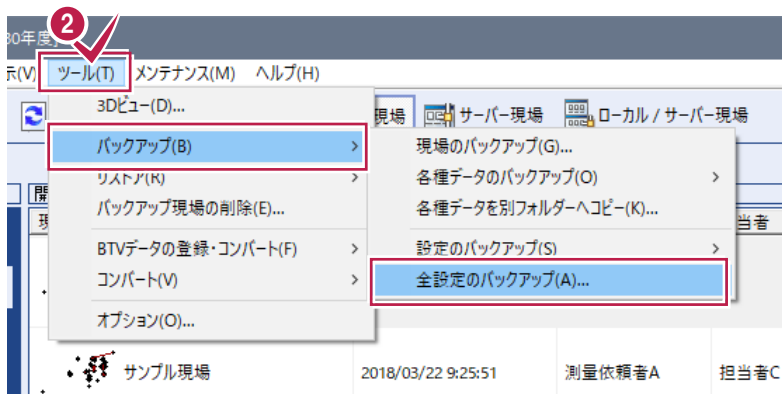 2
30年度]
示(V) ツール(T) メンテナンス(M) ヘルプ(H)
3Dビュー(D)...
現場 サーバー現場 ローカル / サーバー現場
バックアップ(B)
現場のバックアップ(G)...
リストア(R)
各種データのバックアップ(O)
バックアップ現場の削除(E)...
各種データを別フォルダーへコピー(K)...
開
現
当者
BTVデータの登録・コンバート(F)
設定のバックアップ(S)
コンバート(V)
全設定のバックアップ(A)...
オプション(O)...
サンプル現場 2018/03/22 9:25:51 測量依頼者A 担当者C